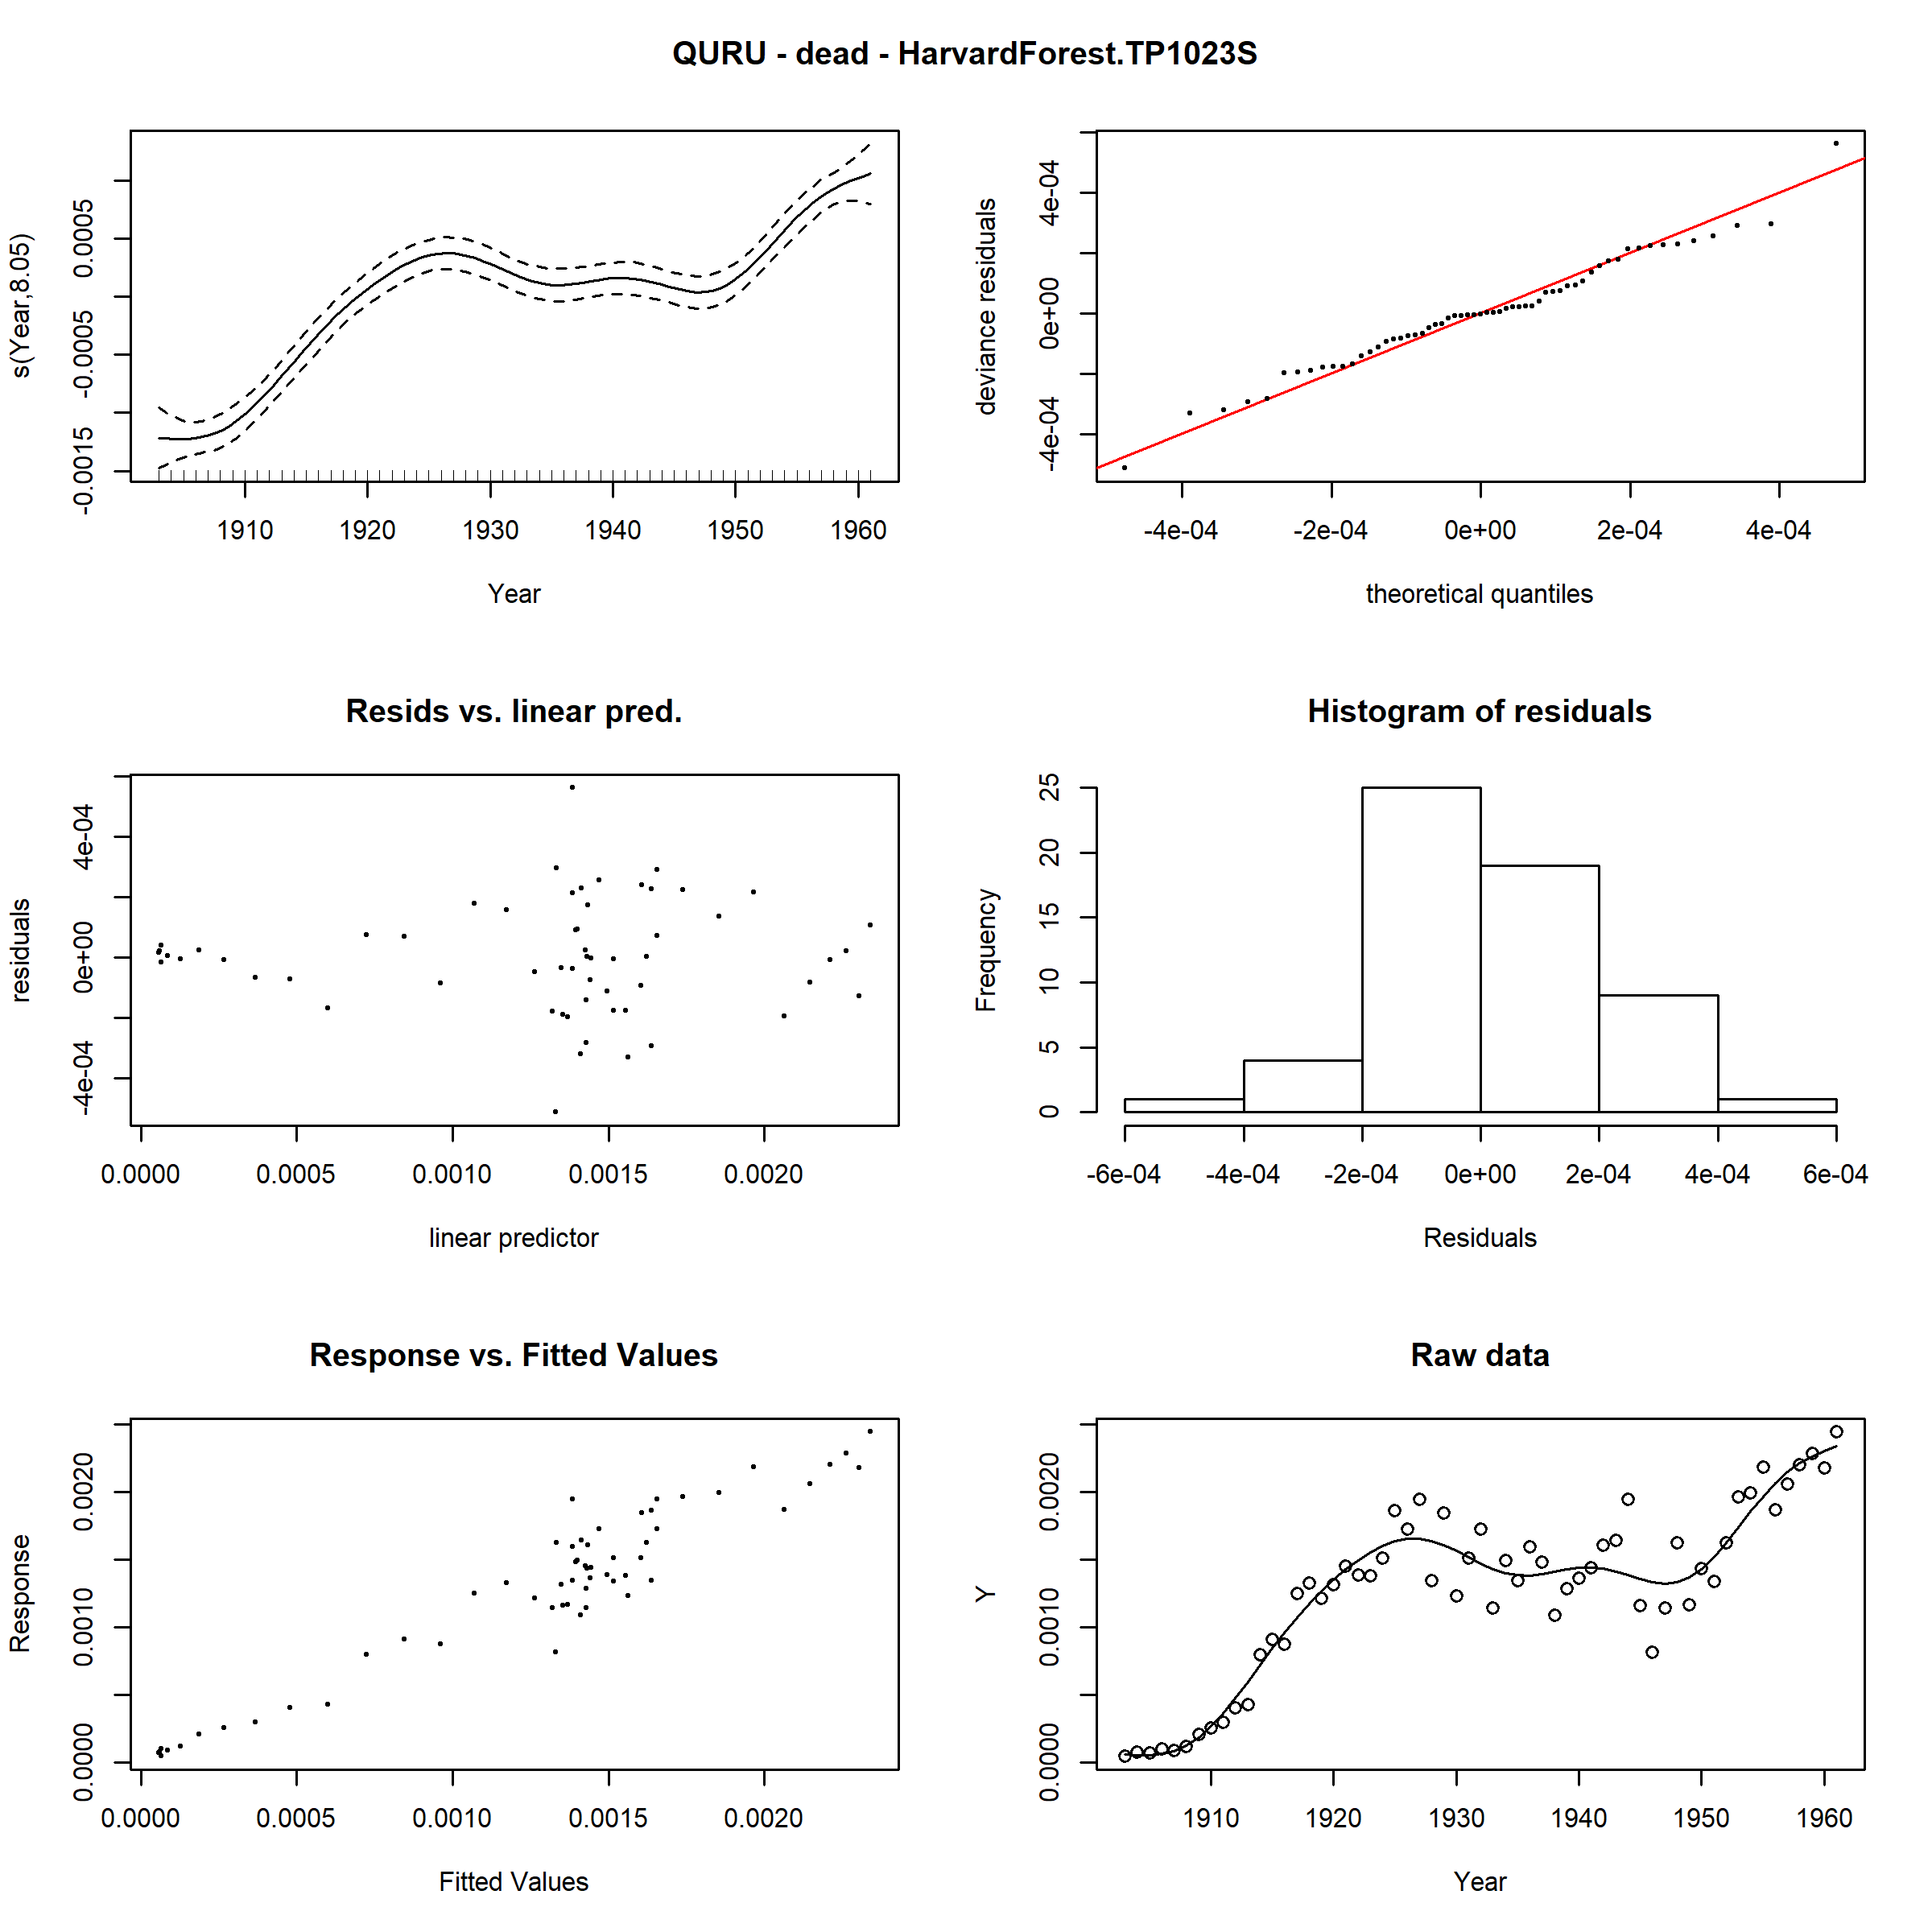 QURU - dead - HarvardForest.TP1023S
s(Year,8.05)
-0.0015 -0.0005 0.0005
1910 1920 1930 1940 1950 1960
Year
deviance residuals
-4e-04 0e+00 4e-04
-4e-04 -2e-04 0e+00 2e-04 4e-04
theoretical quantiles
Resids vs. linear pred.
residuals
-4e-04 0e+00 4e-04
0.0000 0.0005 0.0010 0.0015 0.0020
linear predictor
Histogram of residuals
Frequency
0 5 10 15 20 25
-6e-04 -4e-04 -2e-04 0e+00 2e-04 4e-04 6e-04
Residuals
Response vs. Fitted Values
Response
0.0000 0.0010 0.0020
0.0000 0.0005 0.0010 0.0015 0.0020
Fitted Values
Raw data
Y
0.0000 0.0010 0.0020
1910 1920 1930 1940 1950 1960
Year